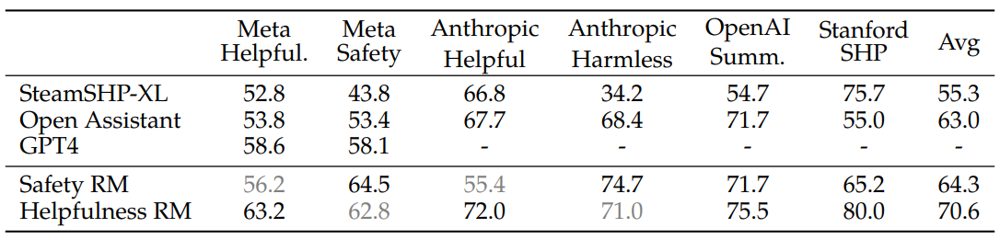 Meta Meta Anthropic Anthropic OpenAI Stanford Avg
Helpful. Safety Helpful Harmless Summ. SHP
SteamSHP-XL 52.8 43.8 66.8 34.2 54.7 75.7 55.3
Open Assistant 53.8 53.4 67.7 68.4 71.7 55.0 63.0
GPT4 58.6 58.1 - - - - -
Safety RM 56.2 64.5 55.4 74.7 71.7 65.2 64.3
Helpfulness RM 63.2 62.8 72.0 71.0 75.5 80.0 70.6